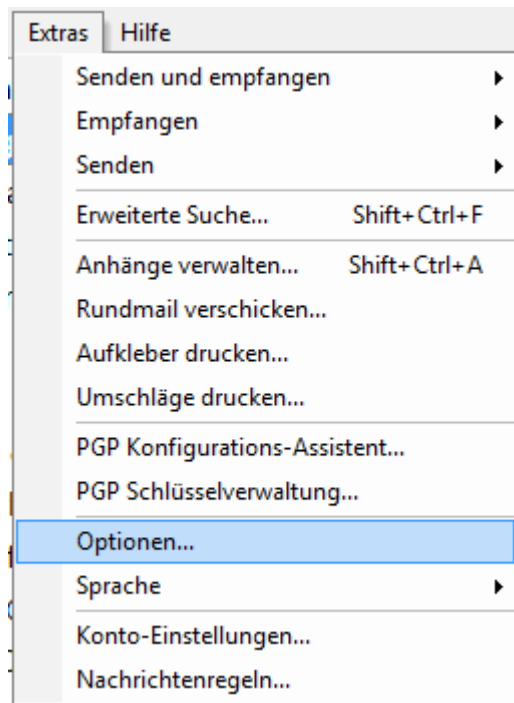 Extras Hilfe
Senden und empfangen
Empfangen
Senden
Erweiterte Suche... Shift+Ctrl+F
Anhänge verwalten... Shift+Ctrl+A
Rundmail verschicken...
Aufkleber drucken...
Umschläge drucken...
PGP Konfigurations-Assistent...
PGP Schlüsselverwaltung...
Optionen...
Sprache
Konto-Einstellungen...
Nachrichtenregeln...